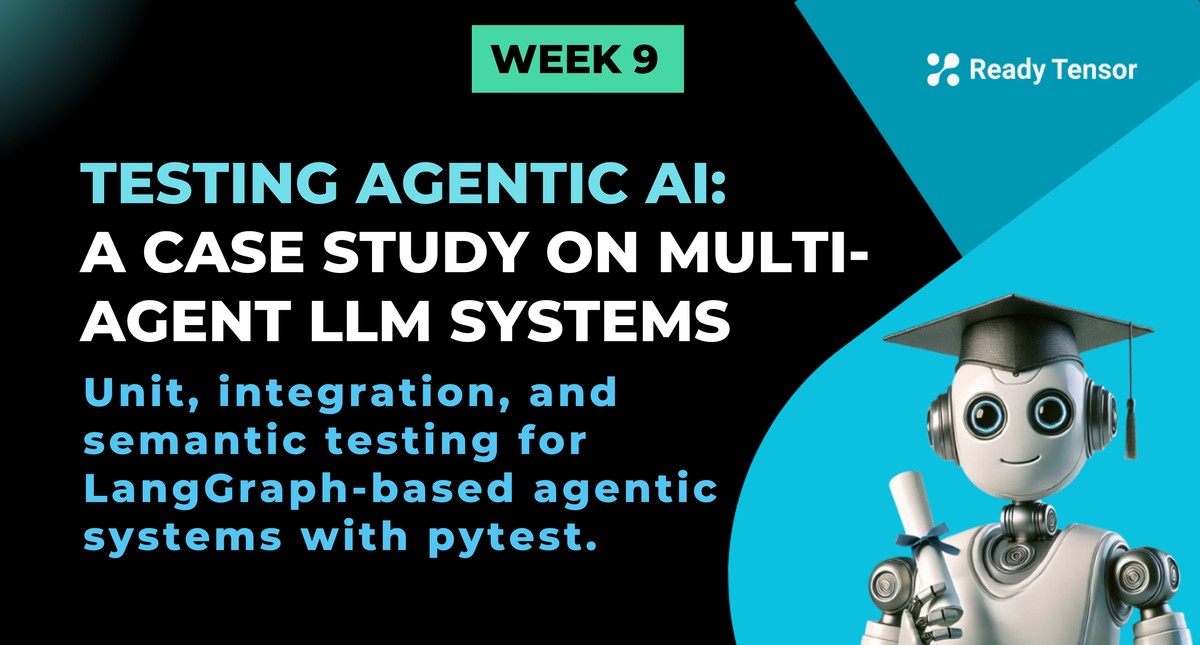 WEEK 9
Ready Tensor
TESTING AGENTIC AI:
A CASE STUDY ON MULTI-
AGENT LLM SYSTEMS
Unit, integration, and
semantic testing for
LangGraph-based agentic
systems with pytest.